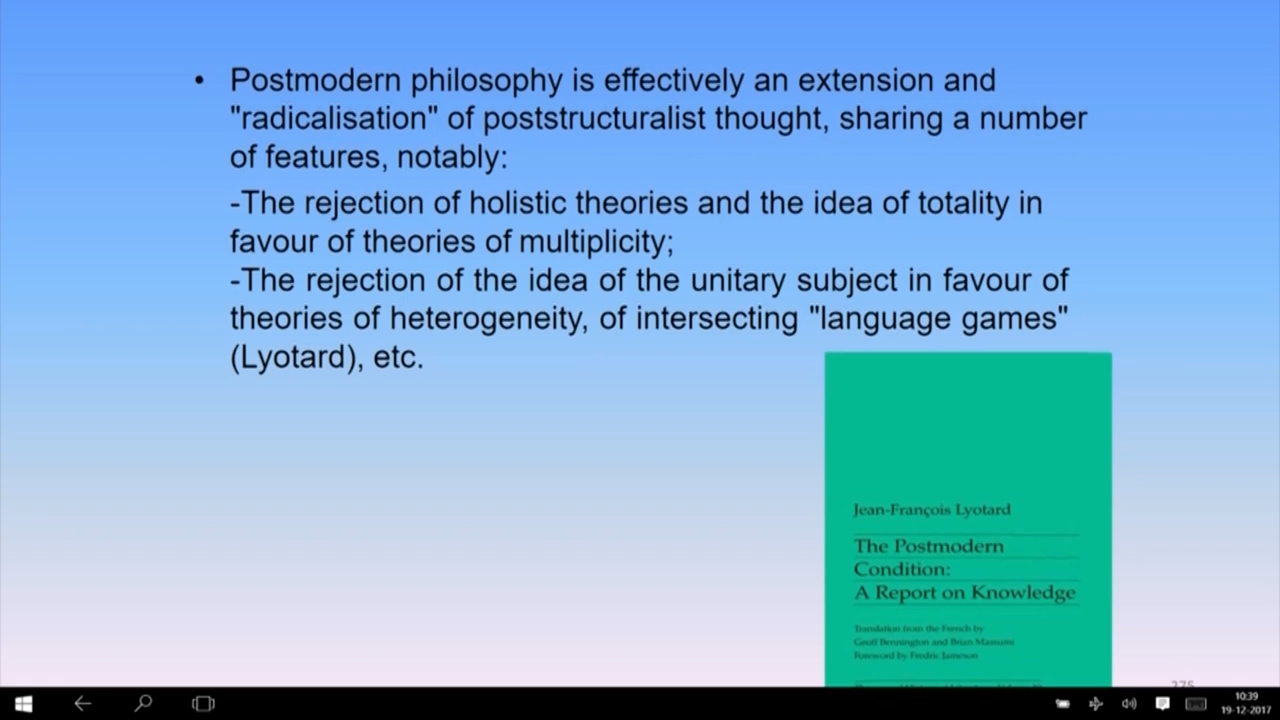 • Postmodern philosophy is effectively an extension and
"radicalisation" of poststructuralist thought, sharing a number
of features, notably:
-The rejection of holistic theories and the idea of totality in
favour of theories of multiplicity;
-The rejection of the idea of the unitary subject in favour of
theories of heterogeneity, of intersecting "language games"
(Lyotard), etc.
Jean-François Lyotard
The Postmodern
Condition:
A Report on Knowledge
Translation from the French by
Geoff Bennington and Brian Massumi
Foreword by Fredric Jameson
275
10:39
19-12-2017